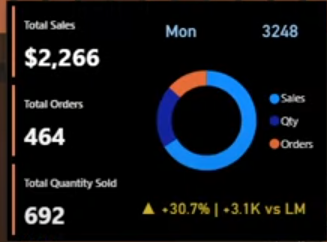 Total Sales
$2,266
Total Orders
464
Total Quantity Sold
692
Mon 3248
Sales
Qty
Orders
▲ +30.7% | +3.1K vs LM